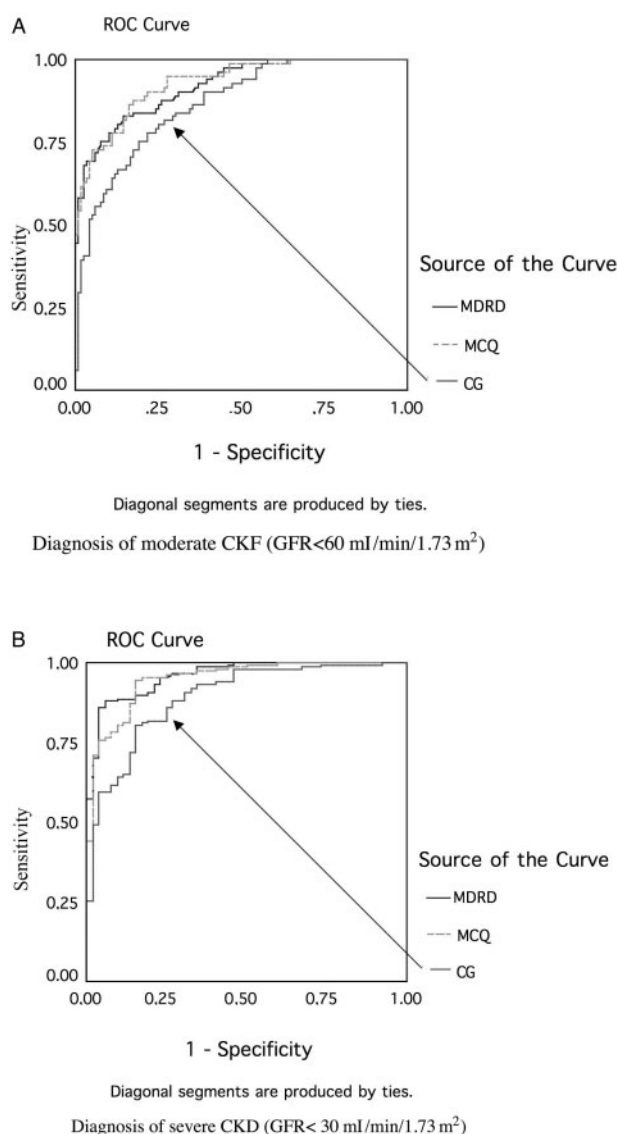 A
ROC Curve
1.00
0.75
0.50
0.25
0.00
Sensitivity
0.00 .25 .50 .75 1.00
1 - Specificity
Source of the Curve
MDRD
MCQ
CG
Diagonal segments are produced by ties.
Diagnosis of moderate CKF (GFR<60 mI/min/1.73 m²)
B
ROC Curve
1.00
0.75
0.50
0.25
0.00
Sensitivity
0.00 0.25 0.50 0.75 1.00
1 - Specificity
Source of the Curve
MDRD
MCQ
CG
Diagonal segments are produced by ties.
Diagnosis of severe CKD (GFR< 30 mI/min/1.73 m²)